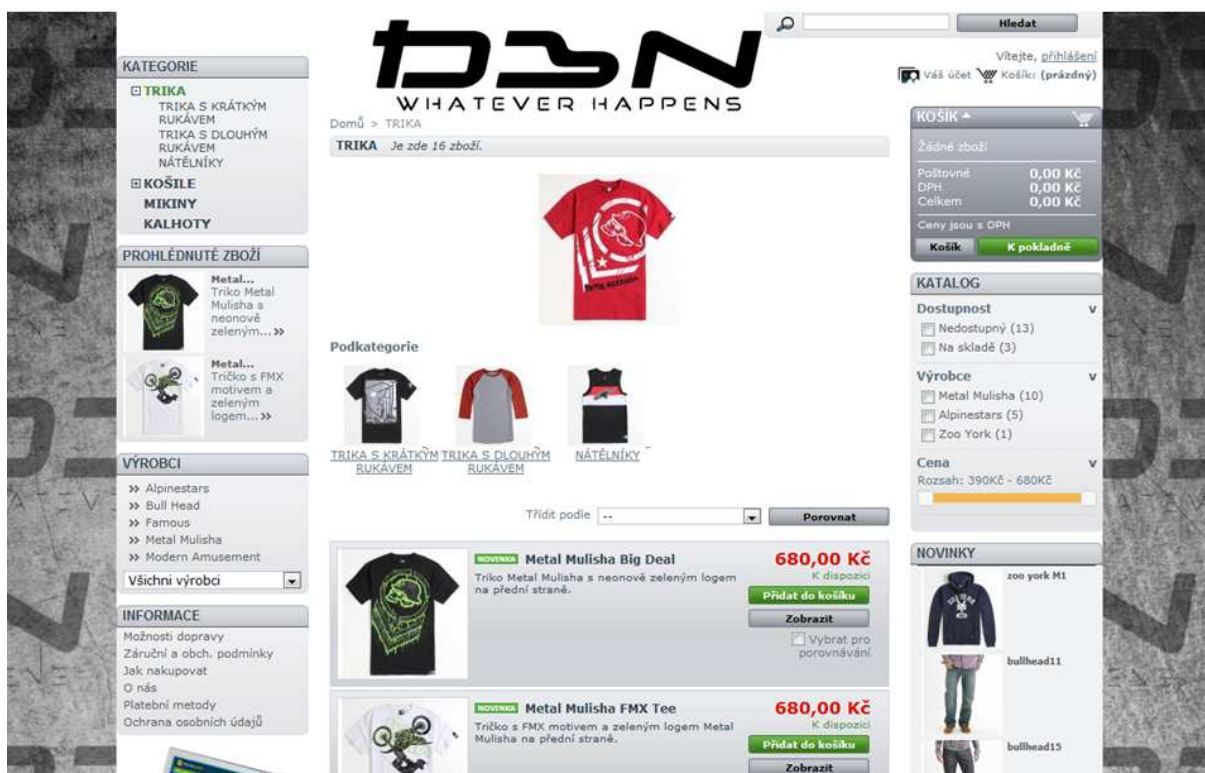 Hledat
Vítejte, přihlášení
Váš účet Košík: (prázdný)
WHATEVER HAPPENS
KATEGORIE
TRIKA
TRIKA S KRÁTKÝM
RUKÁVEM
TRIKA S DLOUHÝM
RUKÁVEM
NÁTĚLNÍKY
KOŠILE
MIKINY
KALHOTY
PROHLÉDNUTÉ ZBOŽÍ
Metal...
Triko Metal
Mulisha s
neonově
zeleným... »
Metal...
Tričko s FMX
motivem a
zeleným
logem... »
VÝROBCI
» Alpinestars
» Bull Head
» Famous
» Metal Mulisha
» Modern Amusement
Všichni výrobci
INFORMACE
Možnosti dopravy
Záruční a obch. podmínky
Jak nakupovat
O nás
Platební metody
Ochrana osobních údajů
Domů > TRIKA
TRIKA Je zde 16 zboží.
Podkategorie
TRIKA S KRÁTKÝM
RUKÁVEM
TRIKA S DLOUHÝM
RUKÁVEM
NÁTĚLNÍKY
Třídit podle --
Porovnat
NOVINKA Metal Mulisha Big Deal
Triko Metal Mulisha s neonově zeleným logem
na přední straně.
680,00 Kč
K dispozici
Přidat do košíku
Zobrazit
Vybrat pro
porovnávání
NOVINKA Metal Mulisha FMX Tee
Tričko s FMX motivem a zeleným logem Metal
Mulisha na přední straně.
680,00 Kč
K dispozici
Přidat do košíku
Zobrazit
KOŠÍK
Žádné zboží
Poštovné 0,00 Kč
DPH 0,00 Kč
Celkem 0,00 Kč
Ceny jsou s DPH
Košík
K pokladně
KATALOG
Dostupnost v
Nedostupný (13)
Na skladě (3)
Výrobce v
Metal Mulisha (10)
Alpinestars (5)
Zoo York (1)
Cena v
Rozsah: 390Kč - 680Kč
NOVINKY
zoo york M1
bullhead11
bullhead15